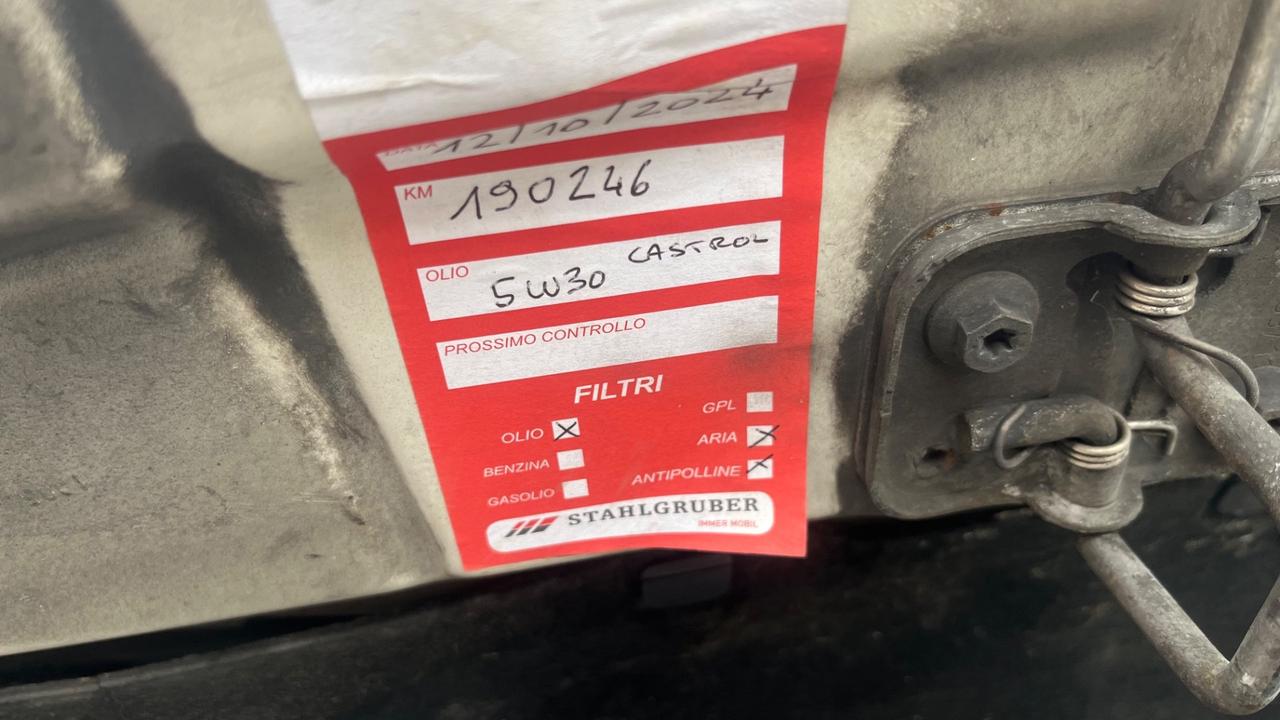 DATA 12/10/2024
KM 190246
OLIO 5W30 CASTROL
PROSSIMO CONTROLLO
FILTRI
GPL
OLIO X
ARIA X
BENZINA
ANTIPOLLINE X
GASOLIO
STAHLGRUBER
IMMER MOBIL